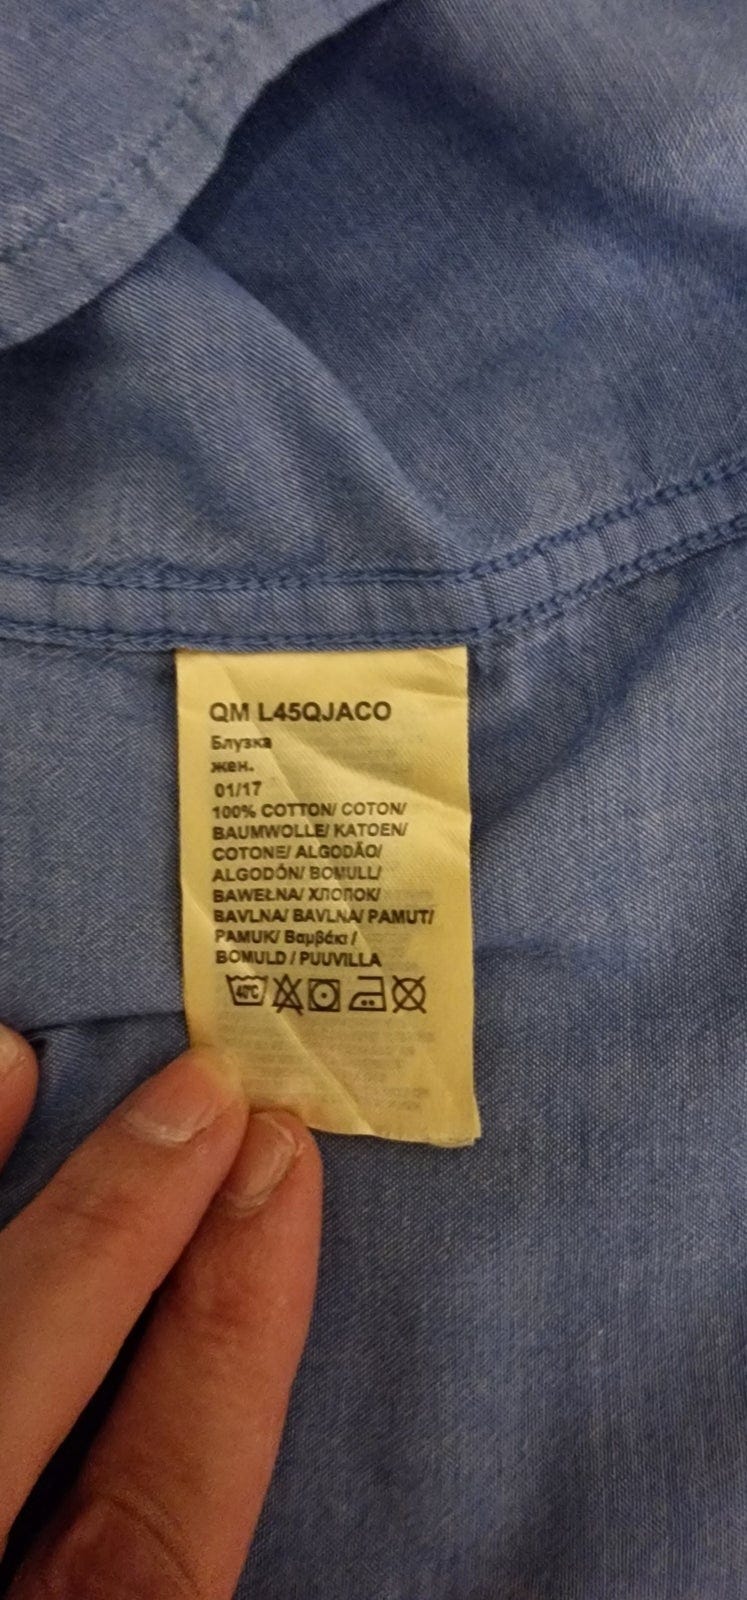 QM L45QJACO
Блузка
жен.
01/17
100% COTTON/ COTON/
BAUMWOLLE/ KATOEN/
COTONE/ ALGODÃO/
ALGODÓN/ BOMULL/
BAWEŁNA/ ХЛОПОК/
BAVLNA/ BAVLNA/ PAMUT/
PAMUK/ Βαμβάκι /
BOMULD / PUUVILLA
40°C